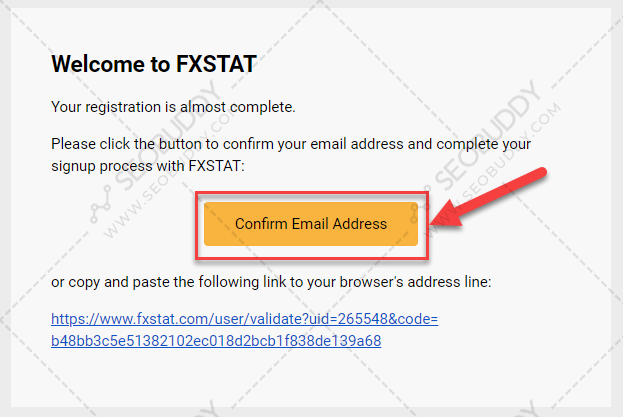 Welcome to FXSTAT
Your registration is almost complete.
Please click the button to confirm your email address and complete your
signup process with FXSTAT:
Confirm Email Address
or copy and paste the following link to your browser's address line:
https://www.fxstat.com/user/validate?uid=265548&code=
b48bb3c5e51382102ec018d2bcb1f838de139a68
SEOBUDDY
WWW.SEOBUDDY.COM
SEOBUDDY
WWW.SEOBUDDY.COM